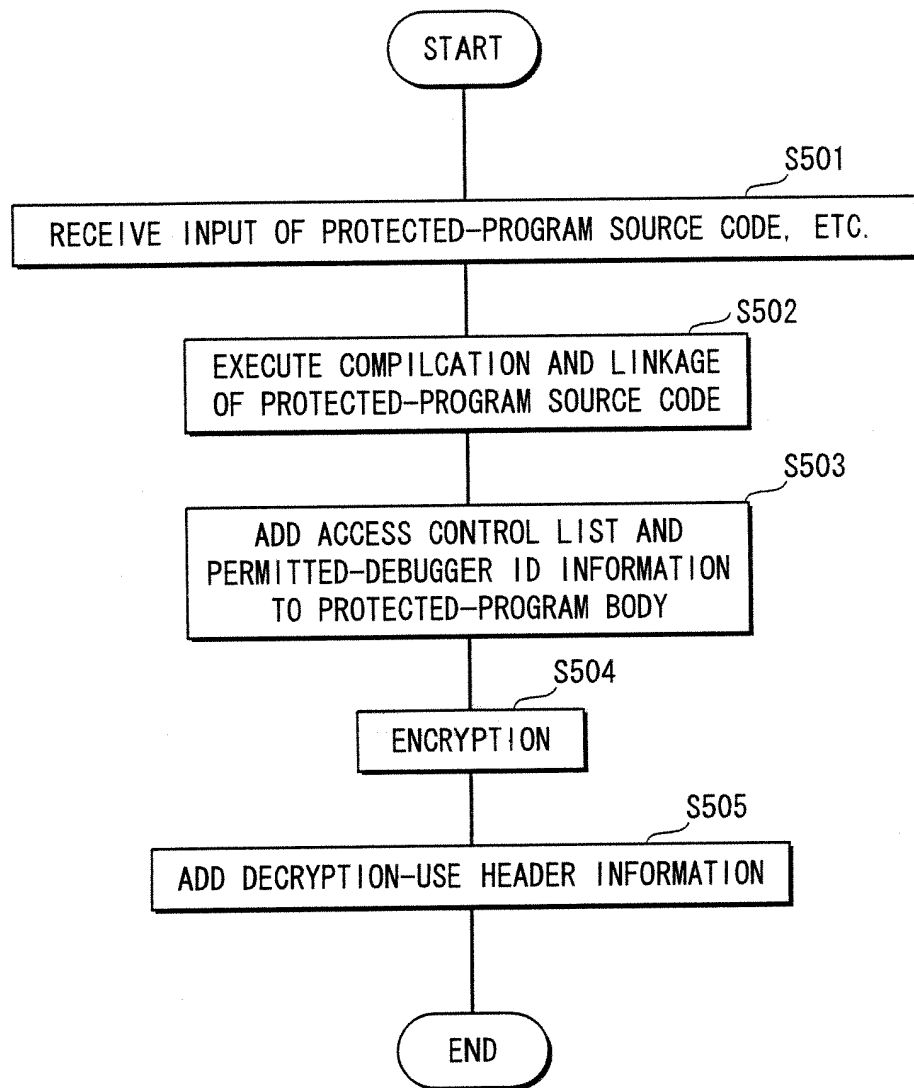 START
S501
RECEIVE INPUT OF PROTECTED-PROGRAM SOURCE CODE, ETC.
S502
EXECUTE COMPILCATION AND LINKAGE
OF PROTECTED-PROGRAM SOURCE CODE
S503
ADD ACCESS CONTROL LIST AND
PERMITTED-DEBUGGER ID INFORMATION
TO PROTECTED-PROGRAM BODY
S504
ENCRYPTION
S505
ADD DECRYPTION-USE HEADER INFORMATION
END